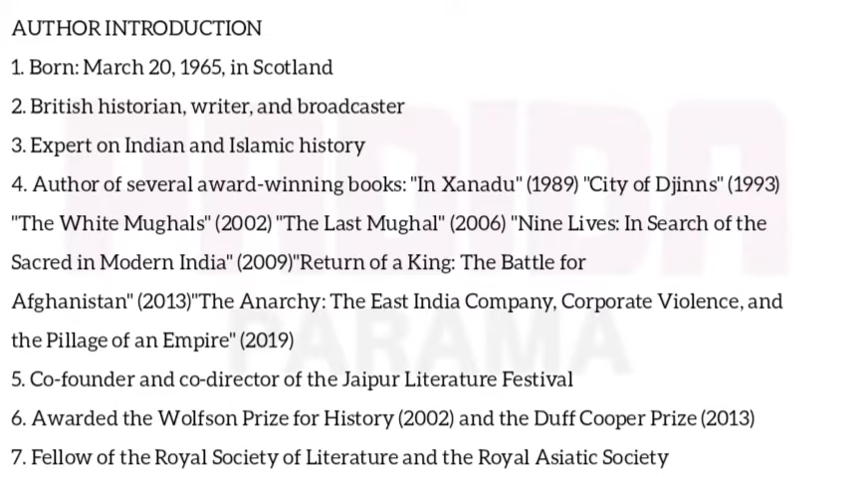 AUTHOR INTRODUCTION
1. Born: March 20, 1965, in Scotland
2. British historian, writer, and broadcaster
3. Expert on Indian and Islamic history
4. Author of several award-winning books: "In Xanadu" (1989) "City of Djinns" (1993)
"The White Mughals" (2002) "The Last Mughal" (2006) "Nine Lives: In Search of the
Sacred in Modern India" (2009)"Return of a King: The Battle for
Afghanistan" (2013)"The Anarchy: The East India Company, Corporate Violence, and
the Pillage of an Empire" (2019)
5. Co-founder and co-director of the Jaipur Literature Festival
6. Awarded the Wolfson Prize for History (2002) and the Duff Cooper Prize (2013)
7. Fellow of the Royal Society of Literature and the Royal Asiatic Society
PARAMA